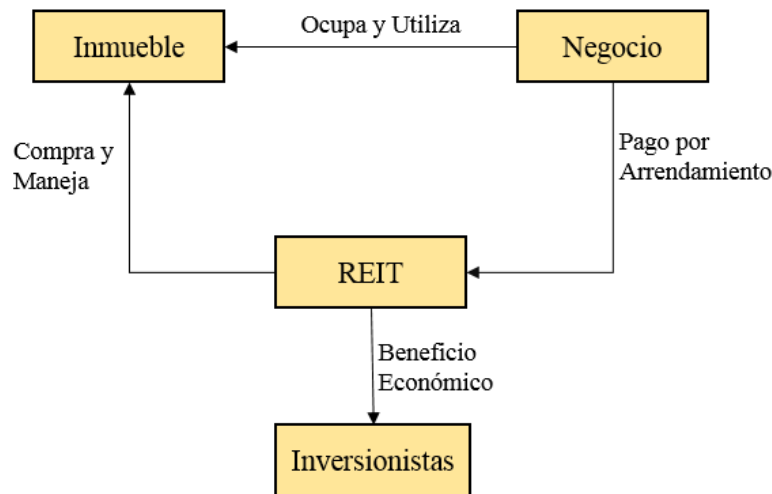 Ocupa y Utiliza
Inmueble
Negocio
Compra y
Maneja
Pago por
Arrendamiento
REIT
Beneficio
Económico
Inversionistas